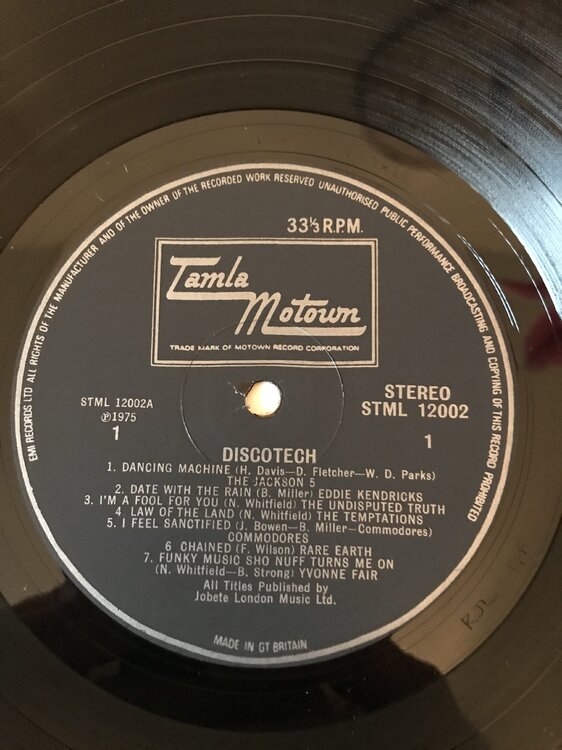 EMI RECORDS LTD ALL RIGHTS OF THE MANUFACTURER AND OF THE OWNER OF THE RECORDED WORK RESERVED UNAUTHORISED PUBLIC PERFORMANCE BROADCASTING AND COPYING OF THIS RECORD PROHIBITED
33⅓ R.P.M.
Tamla
Motown
TRADE MARK OF MOTOWN RECORD CORPORATION
STML 12002A
℗1975
1
STEREO
STML 12002
1
DISCOTECH
1. DANCING MACHINE (H. Davis—D. Fletcher—W. D. Parks)
THE JACKSON 5
2. DATE WITH THE RAIN (B. Miller) EDDIE KENDRICKS
3. I'M A FOOL FOR YOU (N. Whitfield) THE UNDISPUTED TRUTH
4 LAW OF THE LAND (N. Whitfield) THE TEMPTATIONS
5. I FEEL SANCTIFIED (J. Bowen—B. Miller—Commodores)
COMMODORES
6 CHAINED (F. Wilson) RARE EARTH
7. FUNKY MUSIC SHO NUFF TURNS ME ON
(N. Whitfield—B. Strong) YVONNE FAIR
All Titles Published by
Jobete London Music Ltd.
MADE IN GT BRITAIN